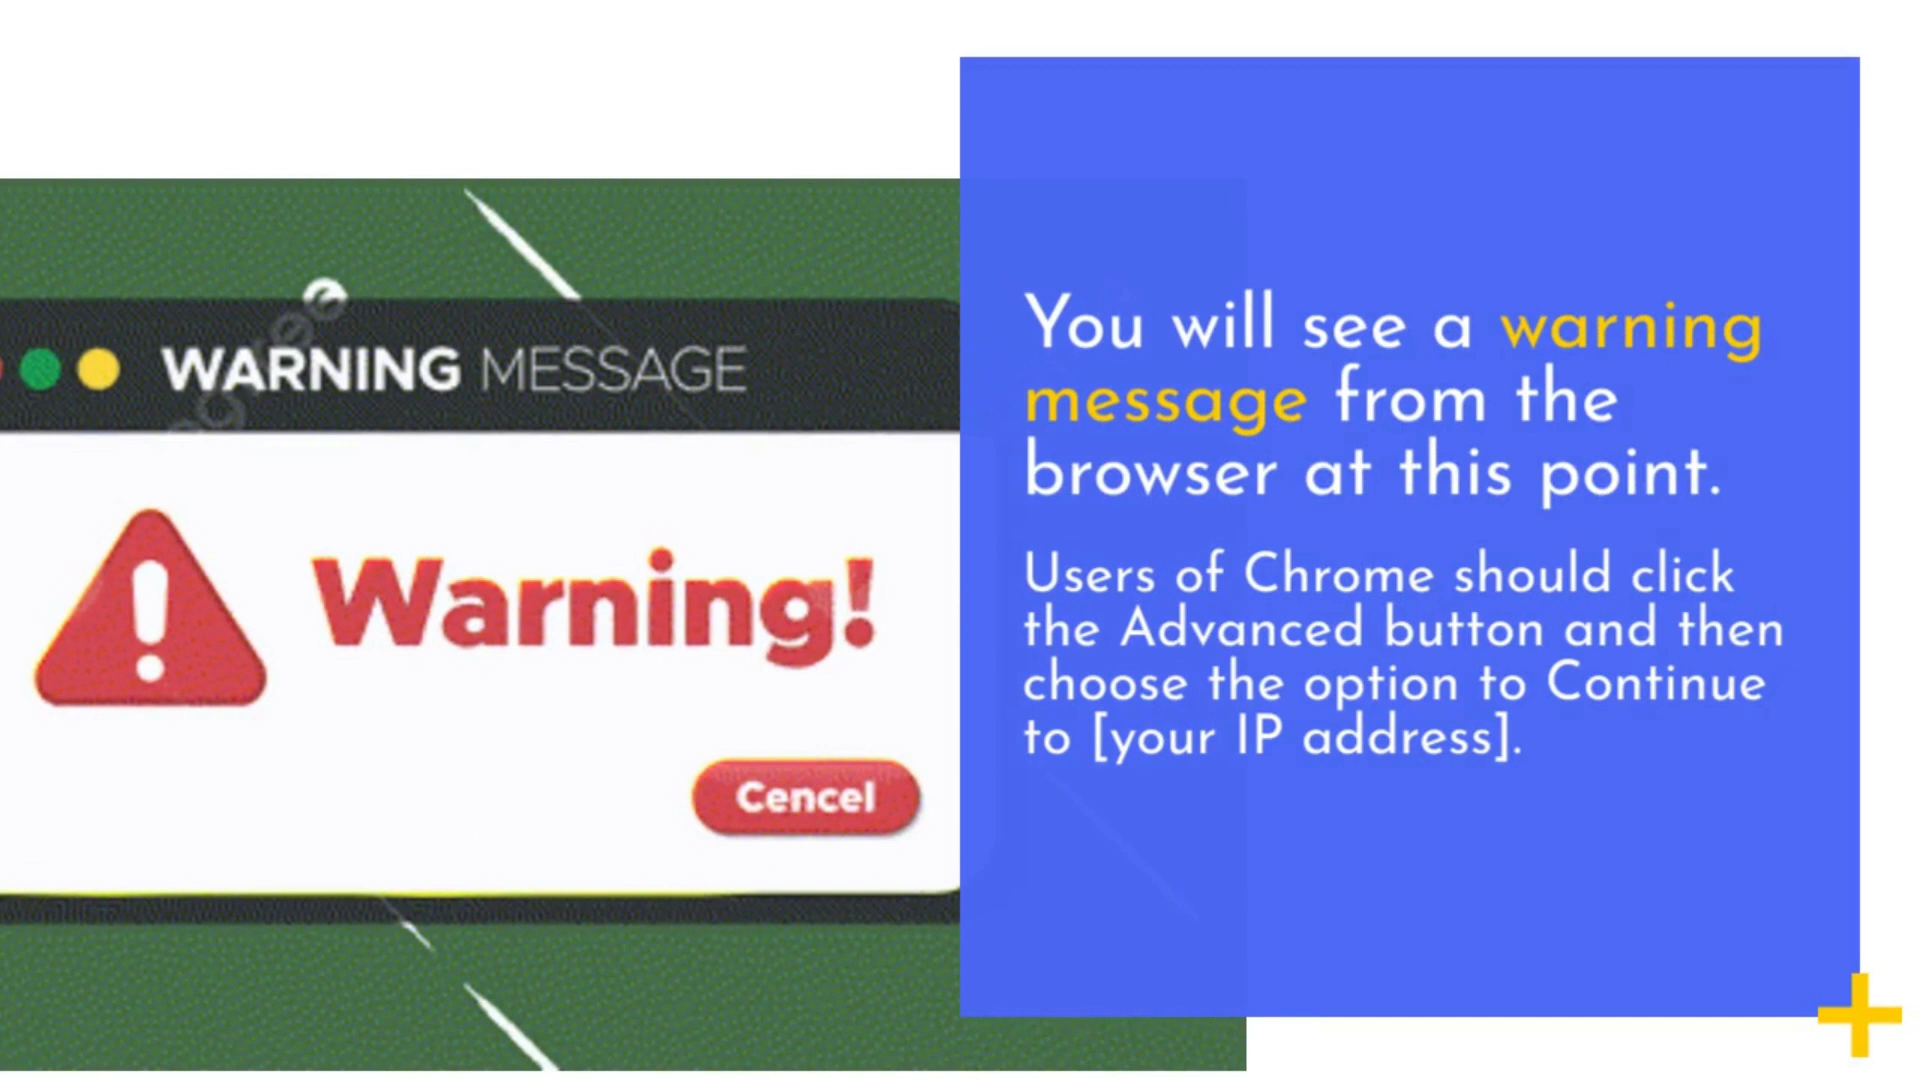 WARNING MESSAGE
Warning!
Cencel
You will see a warning
message from the
browser at this point.
Users of Chrome should click
the Advanced button and then
choose the option to Continue
to [your IP address].